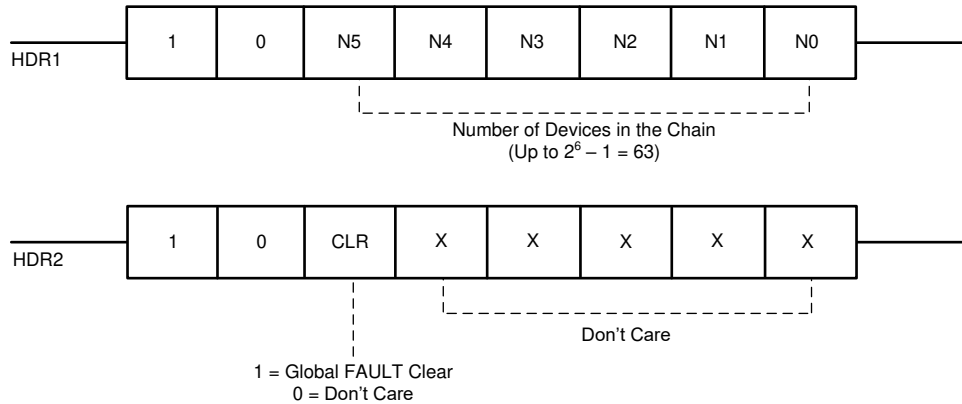 HDR1 1 0 N5 N4 N3 N2 N1 N0
Number of Devices in the Chain
(Up to 2⁶ – 1 = 63)
HDR2 1 0 CLR X X X X X
Don't Care
1 = Global FAULT Clear
0 = Don't Care